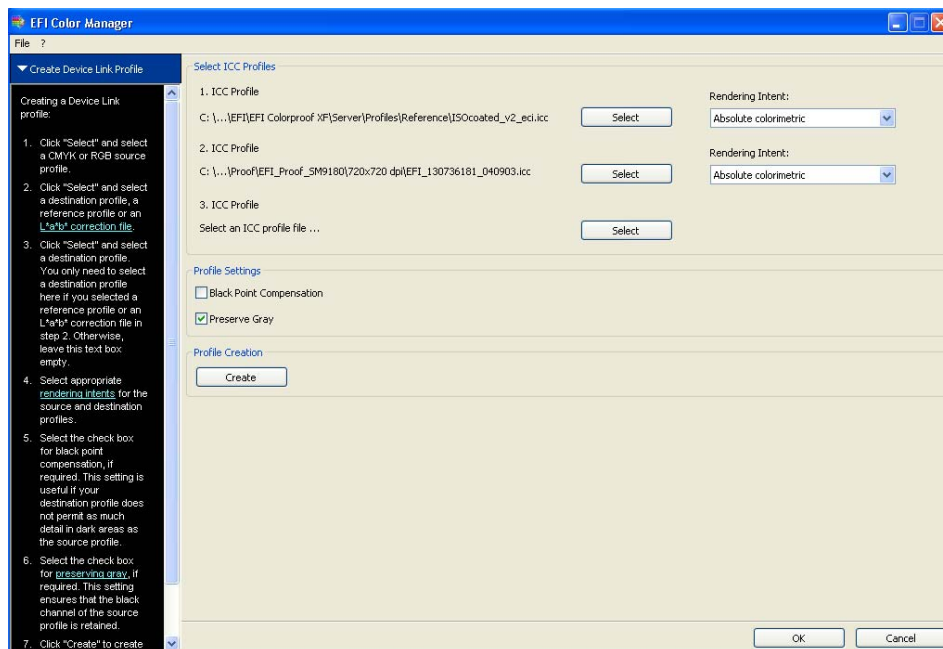 EFI Color Manager
File ?
Create Device Link Profile
Creating a Device Link
profile:
1. Click "Select" and select
a CMYK or RGB source
profile.
2. Click "Select" and select
a destination profile, a
reference profile or an
L*a*b* correction file.
3. Click "Select" and select
a destination profile.
You only need to select
a destination profile
here if you selected a
reference profile or an
L*a*b* correction file in
step 2. Otherwise,
leave this text box
empty.
4. Select appropriate
rendering intents for the
source and destination
profiles.
5. Select the check box
for black point
compensation, if
required. This setting is
useful if your
destination profile does
not permit as much
detail in dark areas as
the source profile.
6. Select the check box
for preserving gray, if
required. This setting
ensures that the black
channel of the source
profile is retained.
7. Click "Create" to create
Select ICC Profiles
1. ICC Profile
Rendering Intent:
C: \...\EFI\EFI Colorproof XF\Server\Profiles\Reference\ISOcoated_v2_eci.icc Select Absolute colorimetric
2. ICC Profile
Rendering Intent:
C: \...\Proof\EFI_Proof_SM9180\720x720 dpi\EFI_130736181_040903.icc Select Absolute colorimetric
3. ICC Profile
Select an ICC profile file ... Select
Profile Settings
Black Point Compensation
Preserve Gray
Profile Creation
Create
OK Cancel